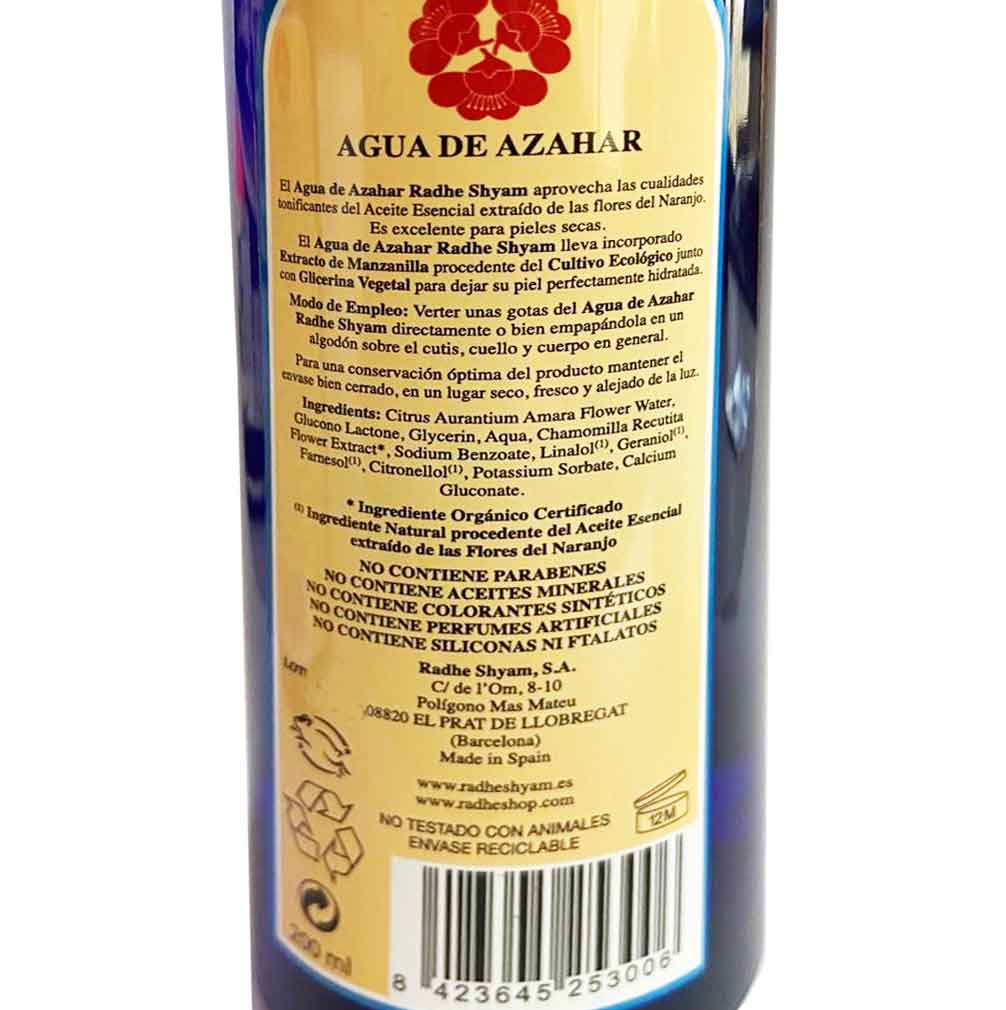 AGUA DE AZAHAR
El Agua de Azahar Radhe Shyam aprovecha las cualidades
tonificantes del Aceite Esencial extraído de las flores del Naranjo.
Es excelente para pieles secas.
El Agua de Azahar Radhe Shyam lleva incorporado
Extracto de Manzanilla procedente del Cultivo Ecológico junto
con Glicerina Vegetal para dejar su piel perfectamente hidratada.
Modo de Empleo: Verter unas gotas del Agua de Azahar
Radhe Shyam directamente o bien empapándola en un
algodón sobre el cutis, cuello y cuerpo en general.
Para una conservación óptima del producto mantener el
envase bien cerrado, en un lugar seco, fresco y alejado de la luz.
Ingredients: Citrus Aurantium Amara Flower Water,
Glucono Lactone, Glycerin, Aqua, Chamomilla Recutita
Flower Extract*, Sodium Benzoate, Linalol(1), Geraniol(1),
Farnesol(1), Citronellol(1), Potassium Sorbate, Calcium
Gluconate.
* Ingrediente Orgánico Certificado
(1) Ingrediente Natural procedente del Aceite Esencial
extraído de las Flores del Naranjo
NO CONTIENE PARABENES
NO CONTIENE ACEITES MINERALES
NO CONTIENE COLORANTES SINTÉTICOS
NO CONTIENE PERFUMES ARTIFICIALES
NO CONTIENE SILICONAS NI FTALATOS
Lot:
Radhe Shyam, S.A.
C/ de l'Om, 8-10
Polígono Mas Mateu
08820 EL PRAT DE LLOBREGAT
(Barcelona)
Made in Spain
www.radheshyam.es
www.radheshop.com
NO TESTADO CON ANIMALES
ENVASE RECICLABLE
12M
200 ml
8 423645 253006